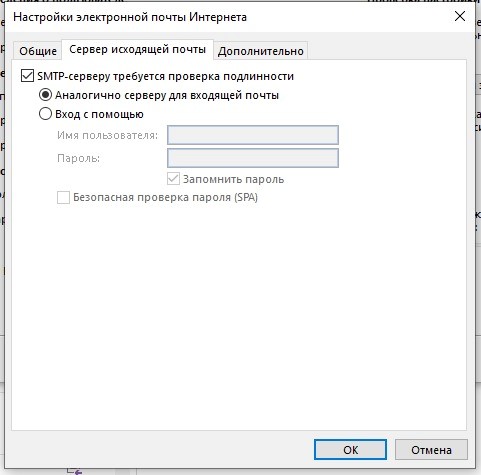 Настройки электронной почты Интернета
Общие Сервер исходящей почты Дополнительно
SMTP-серверу требуется проверка подлинности
Аналогично серверу для входящей почты
Вход с помощью
Имя пользователя:
Пароль:
Запомнить пароль
Безопасная проверка пароля (SPA)
ОК Отмена